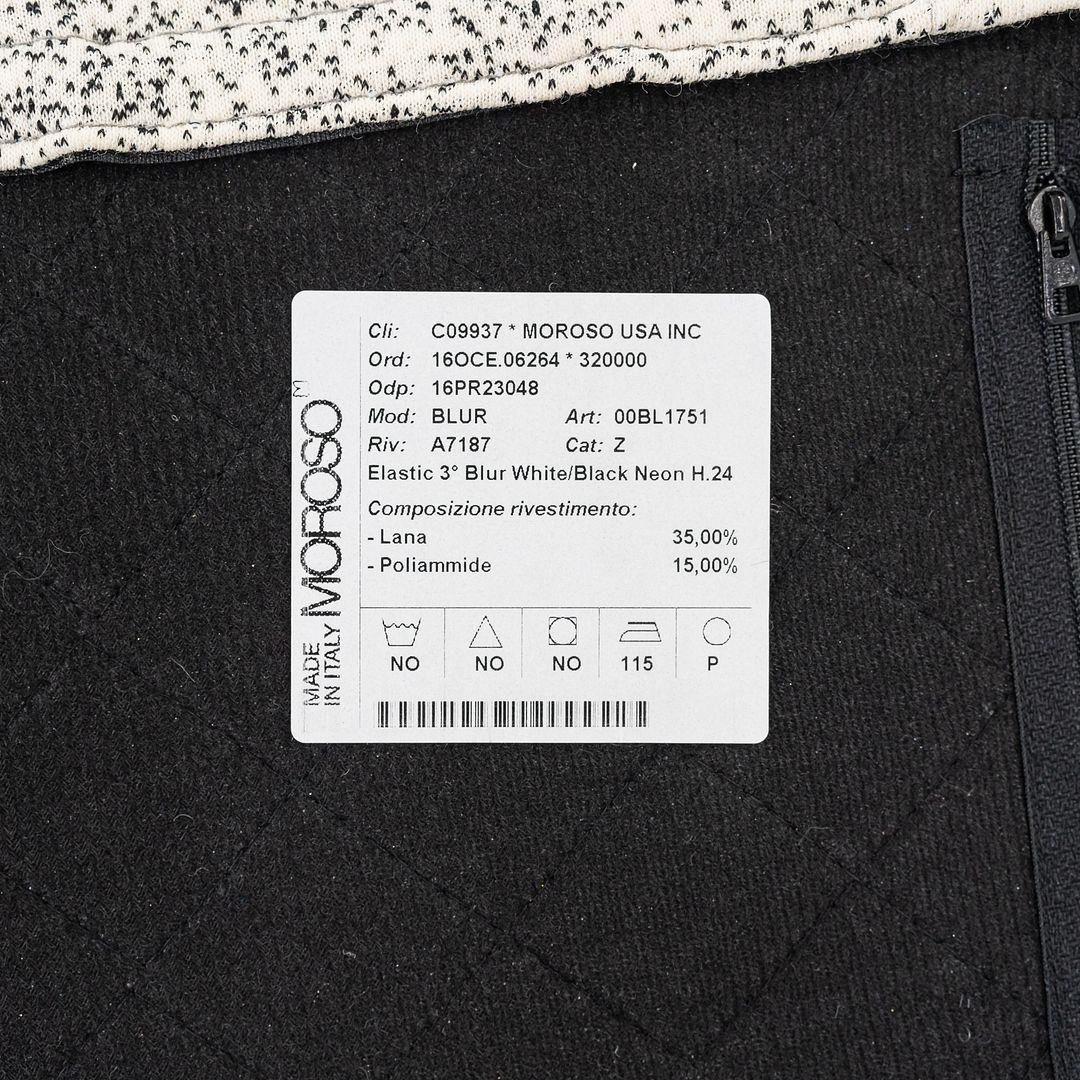 Cli: C09937 * MOROSO USA INC
Ord: 16OCE.06264 * 320000
Odp: 16PR23048
Mod: BLUR Art: 00BL1751
Riv: A7187 Cat: Z
Elastic 3° Blur White/Black Neon H.24
Composizione rivestimento:
- Lana 35,00%
- Poliammide 15,00%
NO NO NO 115 P
MOROSO
MADE
IN ITALY